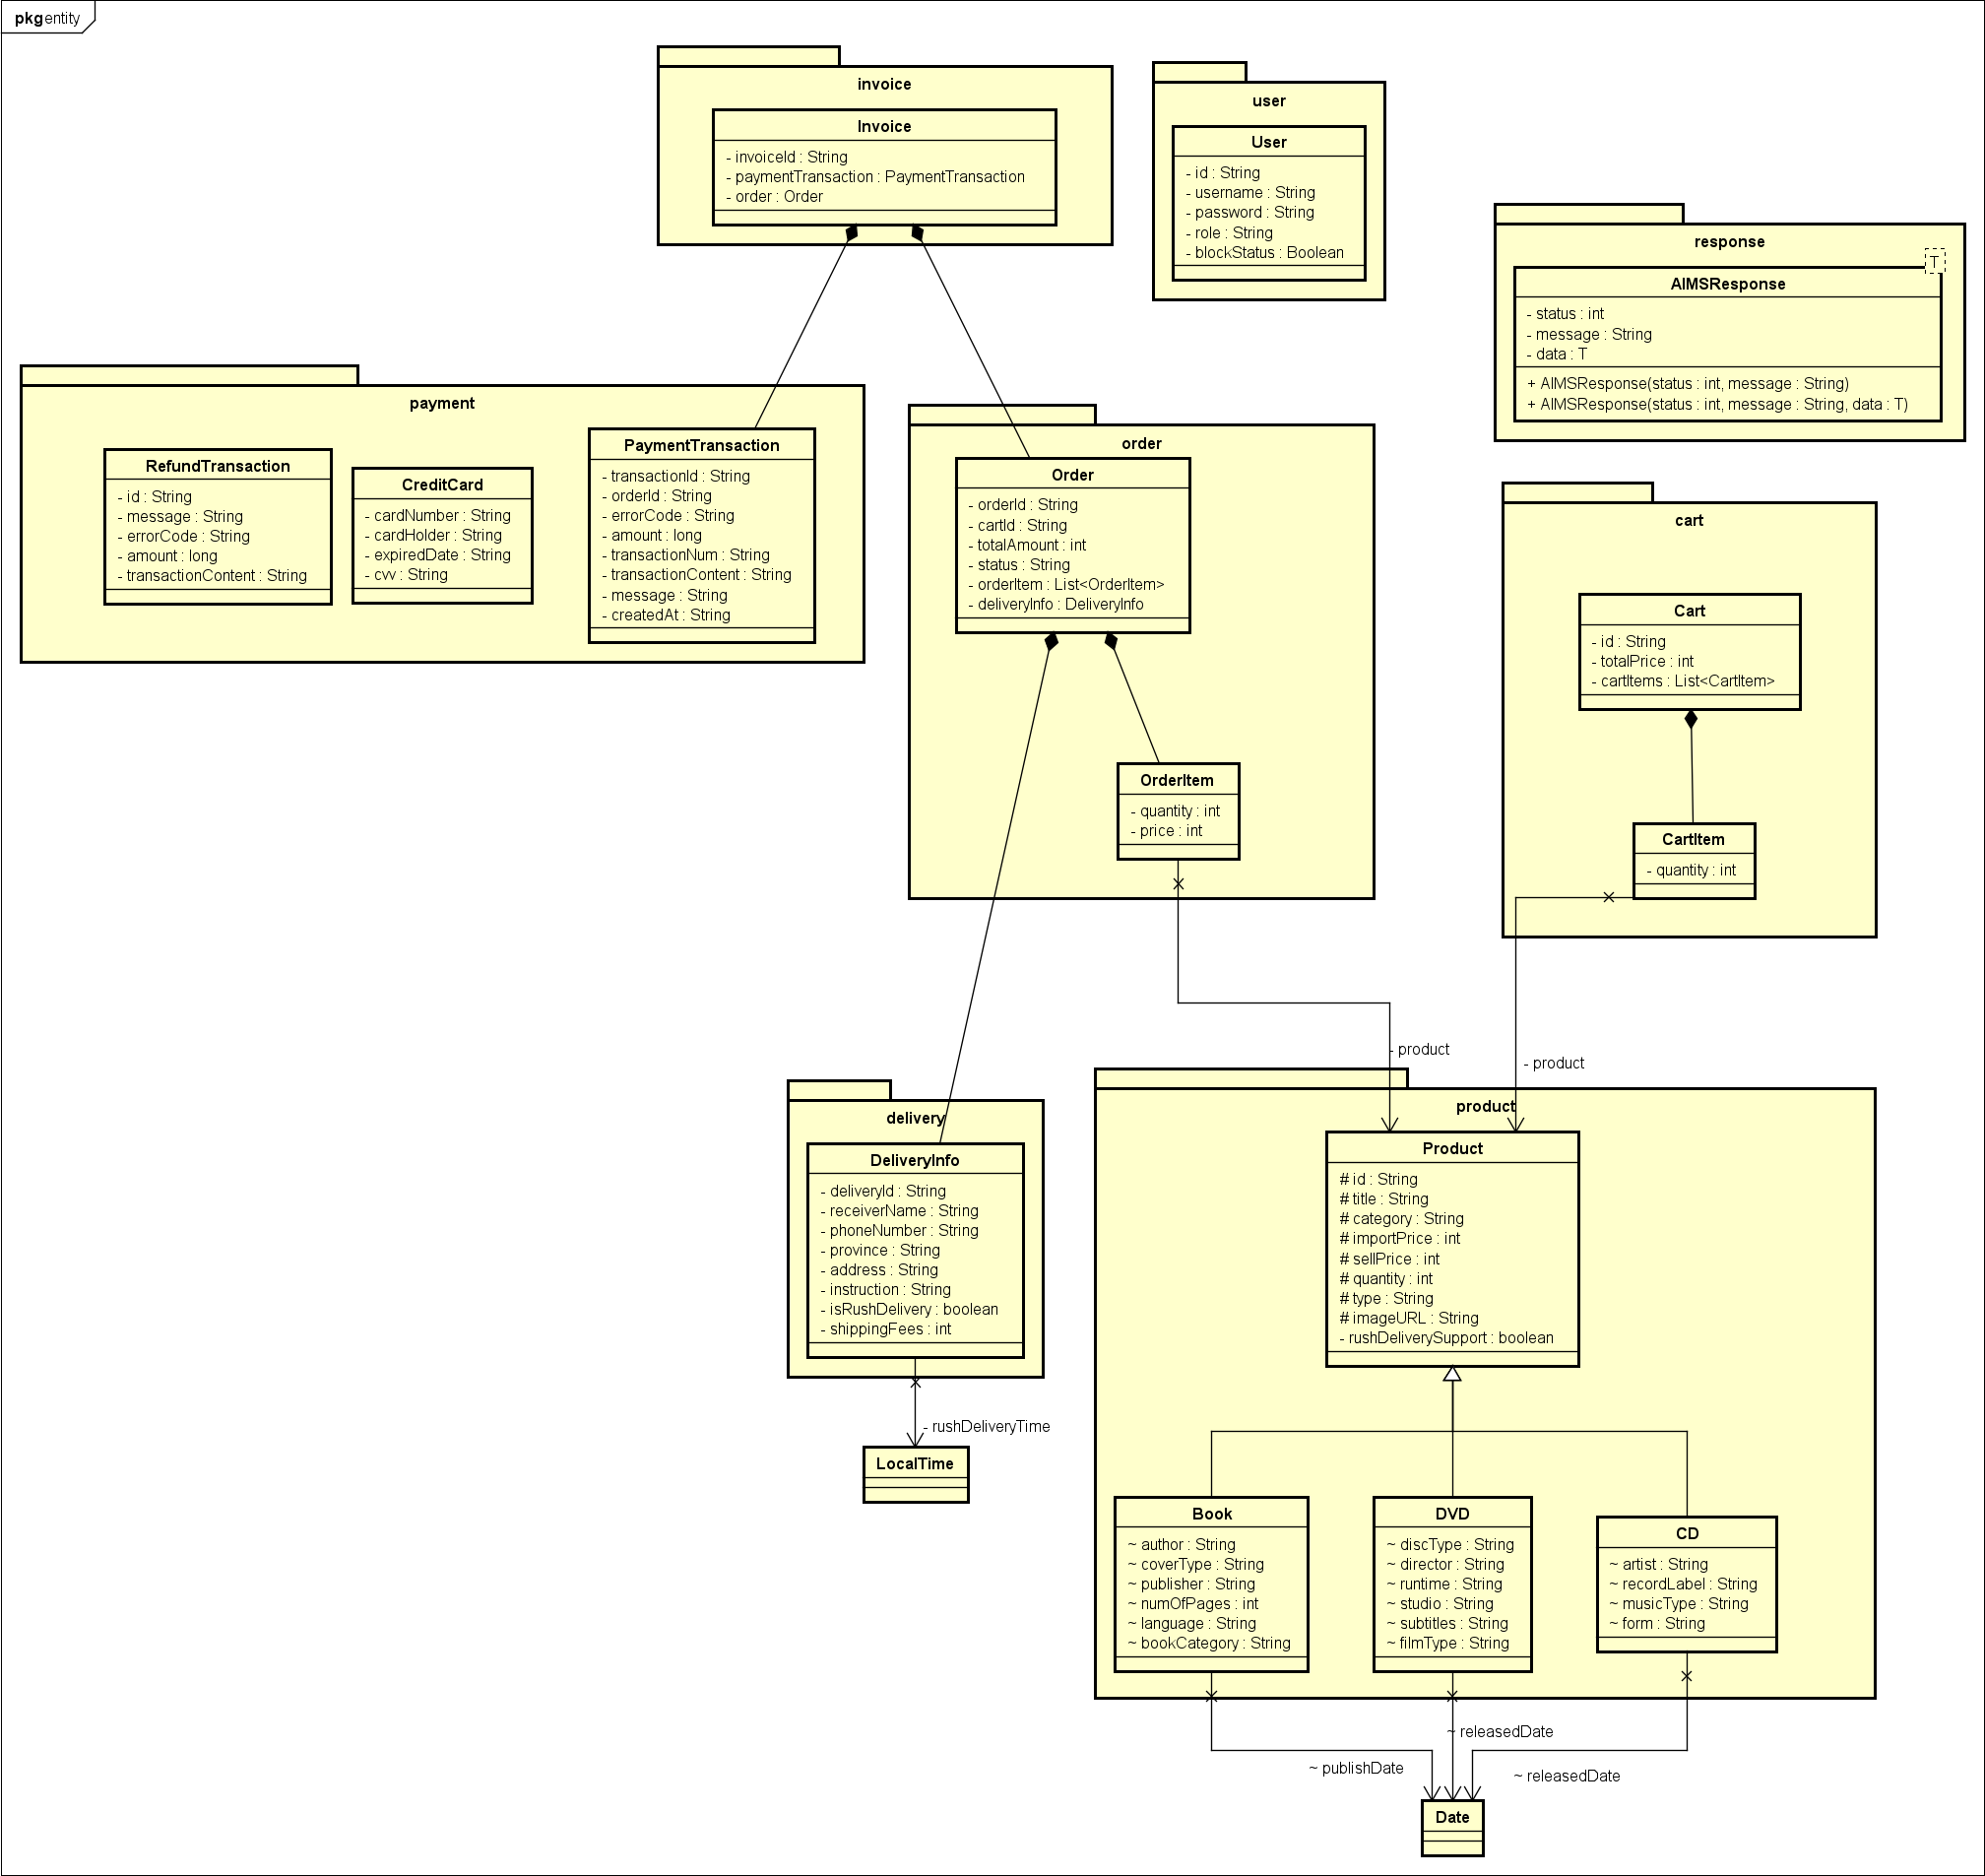 pkg entity
invoice
Invoice
- invoiceId : String
- paymentTransaction : PaymentTransaction
- order : Order
user
User
- id : String
- username : String
- password : String
- role : String
- blockStatus : Boolean
response
T
AIMSResponse
- status : int
- message : String
- data : T
+ AIMSResponse(status : int, message : String)
+ AIMSResponse(status : int, message : String, data : T)
payment
RefundTransaction
- id : String
- message : String
- errorCode : String
- amount : long
- transactionContent : String
CreditCard
- cardNumber : String
- cardHolder : String
- expiredDate : String
- cvv : String
PaymentTransaction
- transactionId : String
- orderId : String
- errorCode : String
- amount : long
- transactionNum : String
- transactionContent : String
- message : String
- createdAt : String
order
Order
- orderId : String
- cartId : String
- totalAmount : int
- status : String
- orderItem : List<OrderItem>
- deliveryInfo : DeliveryInfo
OrderItem
- quantity : int
- price : int
cart
Cart
- id : String
- totalPrice : int
- cartItems : List<CartItem>
CartItem
- quantity : int
- product
- product
delivery
DeliveryInfo
- deliveryId : String
- receiverName : String
- phoneNumber : String
- province : String
- address : String
- instruction : String
- isRushDelivery : boolean
- shippingFees : int
- rushDeliveryTime
LocalTime
product
Product
# id : String
# title : String
# category : String
# importPrice : int
# sellPrice : int
# quantity : int
# type : String
# imageURL : String
- rushDeliverySupport : boolean
Book
~ author : String
~ coverType : String
~ publisher : String
~ numOfPages : int
~ language : String
~ bookCategory : String
DVD
~ discType : String
~ director : String
~ runtime : String
~ studio : String
~ subtitles : String
~ filmType : String
CD
~ artist : String
~ recordLabel : String
~ musicType : String
~ form : String
~ releasedDate
~ publishDate
~ releasedDate
Date